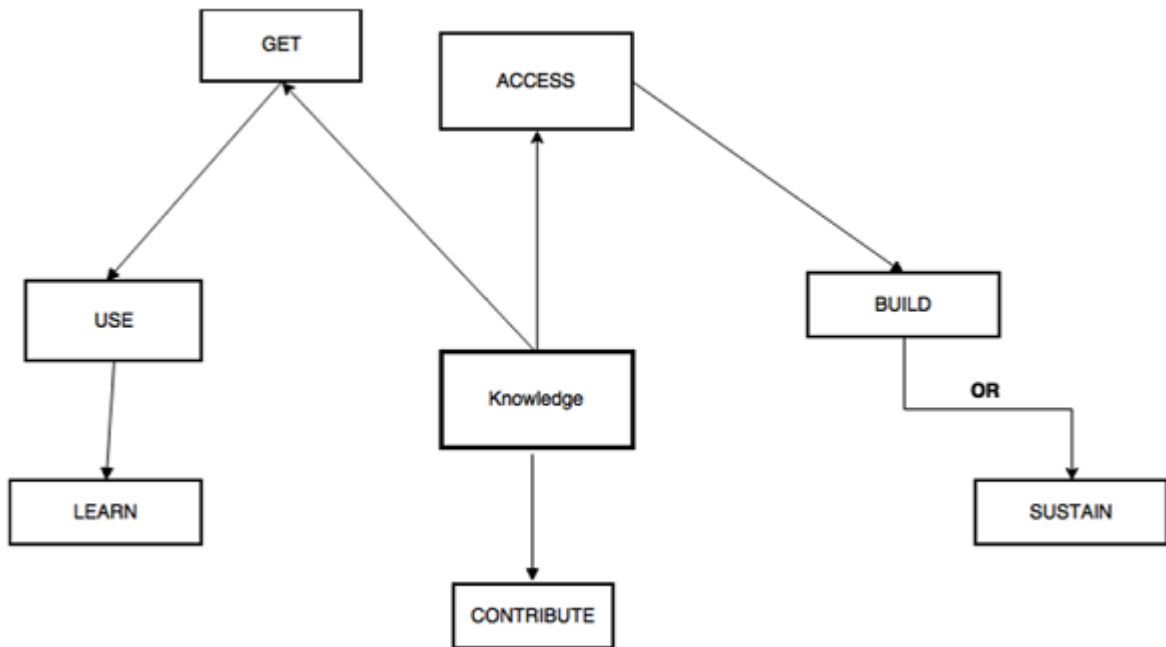 GET
ACCESS
USE
BUILD
Knowledge
OR
LEARN
SUSTAIN
CONTRIBUTE